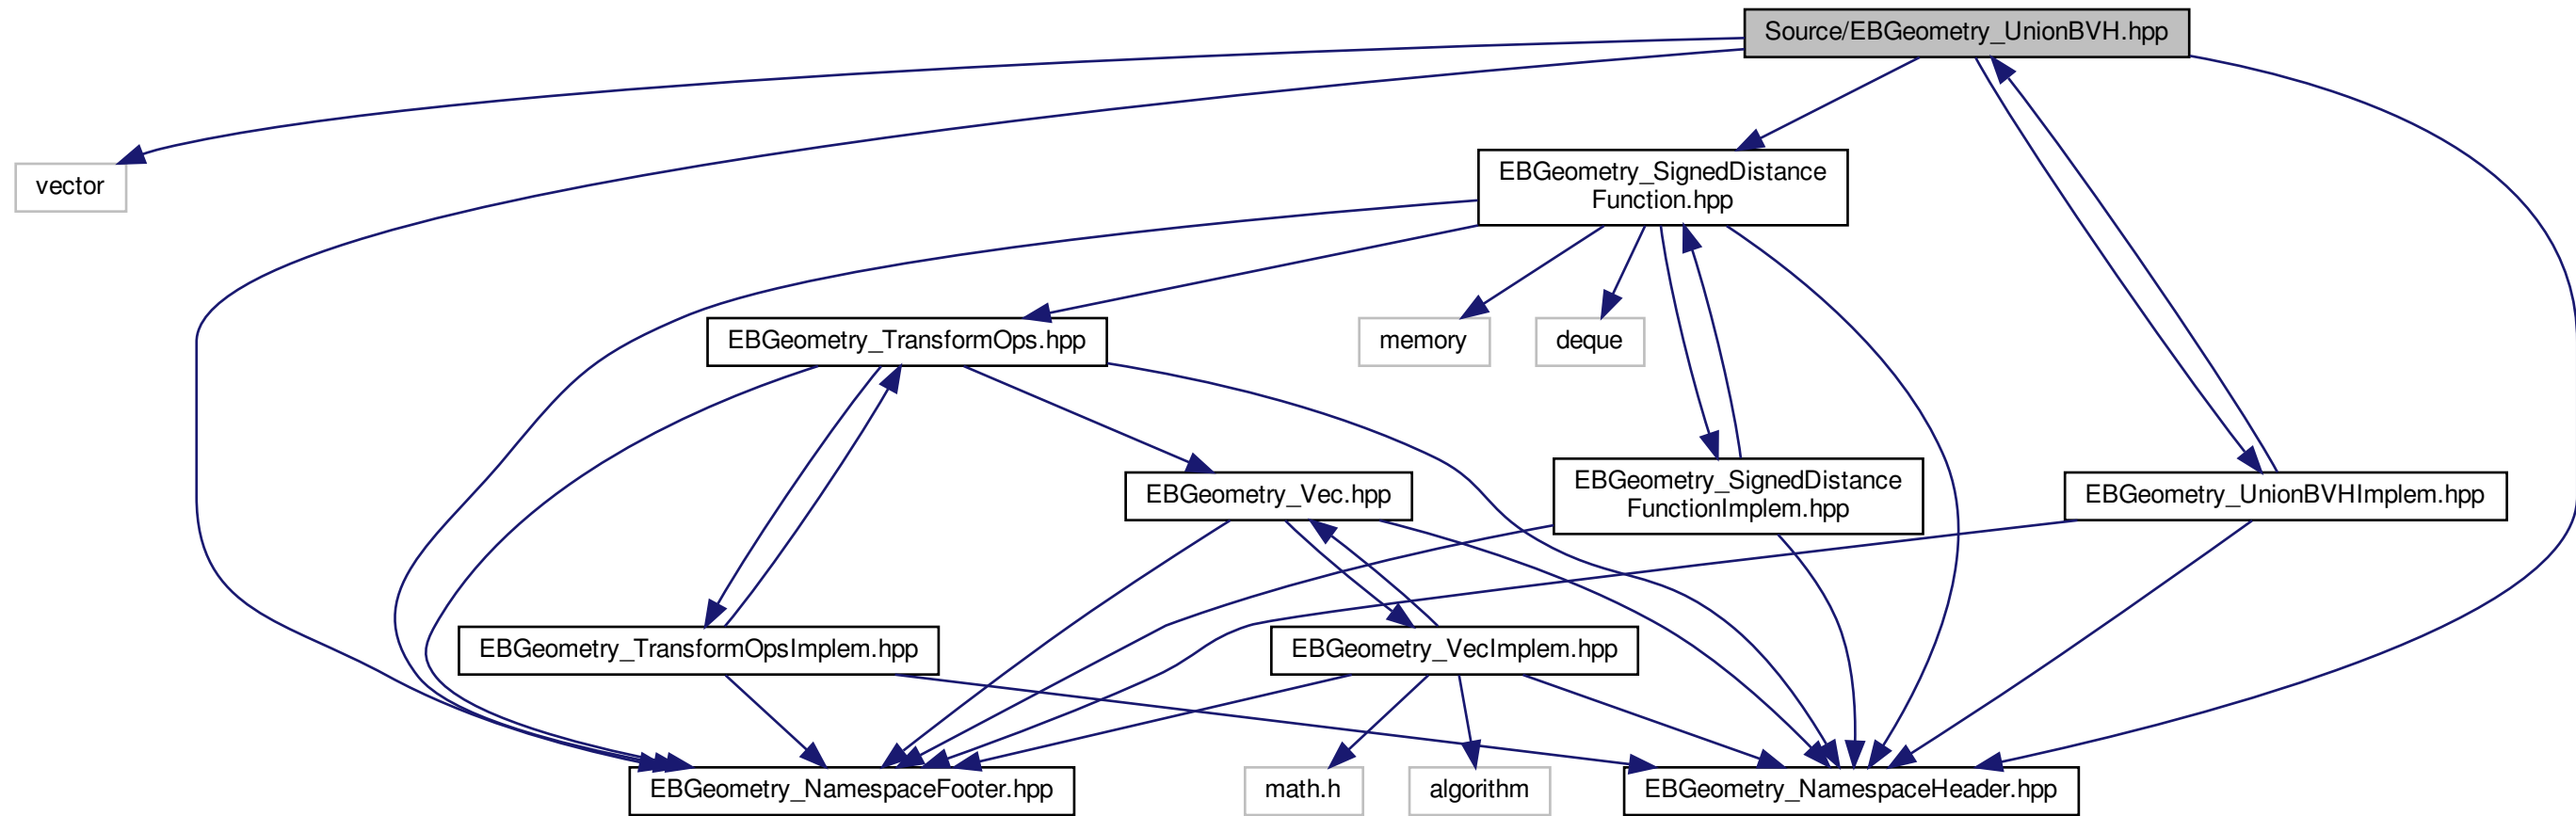 Source/EBGeometry_UnionBVH.hpp
vector
EBGeometry_SignedDistance
Function.hpp
EBGeometry_TransformOps.hpp
memory
deque
EBGeometry_Vec.hpp
EBGeometry_SignedDistance
FunctionImplem.hpp
EBGeometry_UnionBVHImplem.hpp
EBGeometry_TransformOpsImplem.hpp
EBGeometry_VecImplem.hpp
EBGeometry_NamespaceFooter.hpp
math.h
algorithm
EBGeometry_NamespaceHeader.hpp